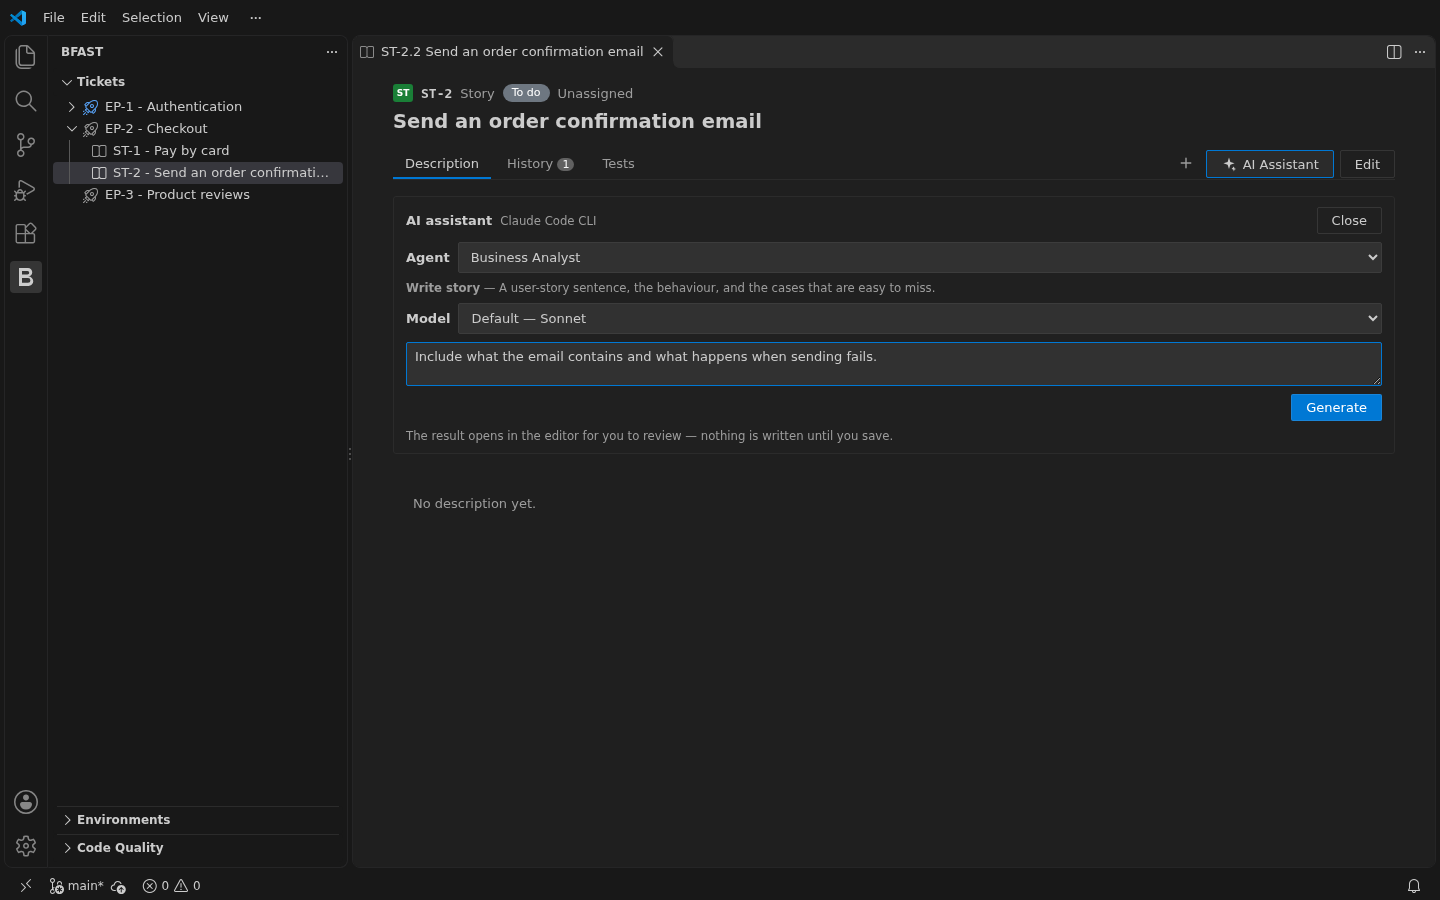 File Edit Selection View ...
BFAST
ST-2.2 Send an order confirmation email
Tickets
EP-1 - Authentication
EP-2 - Checkout
ST-1 - Pay by card
ST-2 - Send an order confirmati...
EP-3 - Product reviews
Environments
Code Quality
ST ST-2 Story To do Unassigned
Send an order confirmation email
Description History 1 Tests + AI Assistant Edit
AI assistant Claude Code CLI Close
Agent Business Analyst
Write story — A user-story sentence, the behaviour, and the cases that are easy to miss.
Model Default — Sonnet
Include what the email contains and what happens when sending fails.
Generate
The result opens in the editor for you to review — nothing is written until you save.
No description yet.
B
main* 0 0